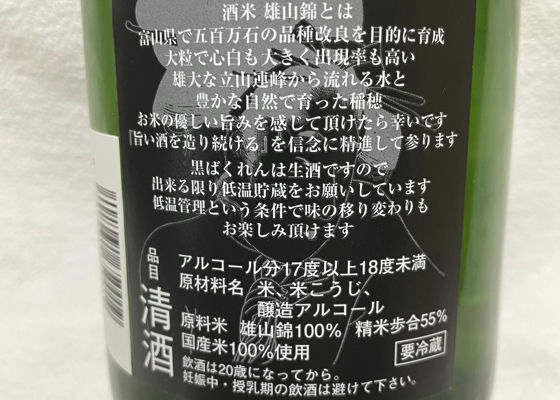 酒米 雄山錦とは
富山県で五百万石の品種改良を目的に育成
大粒で心白も大きく出現率も高い
雄大な立山連峰から流れる水と
豊かな自然で育った稲穂
お米の優しい旨みを感じて頂けたら幸いです
『旨い酒を造り続ける』を信念に精進して参ります
黒ばくれんは生酒ですので
出来る限り低温貯蔵をお願いしています
低温管理という条件で味の移り変わりも
お楽しみ頂けます
品目 清酒
アルコール分17度以上18度未満
原材料名 米、米こうじ、
醸造アルコール
原料米 雄山錦100% 精米歩合55%
国産米100%使用
要冷蔵
飲酒は20歳になってから。
妊娠中・授乳期の飲酒は避けて下さい。